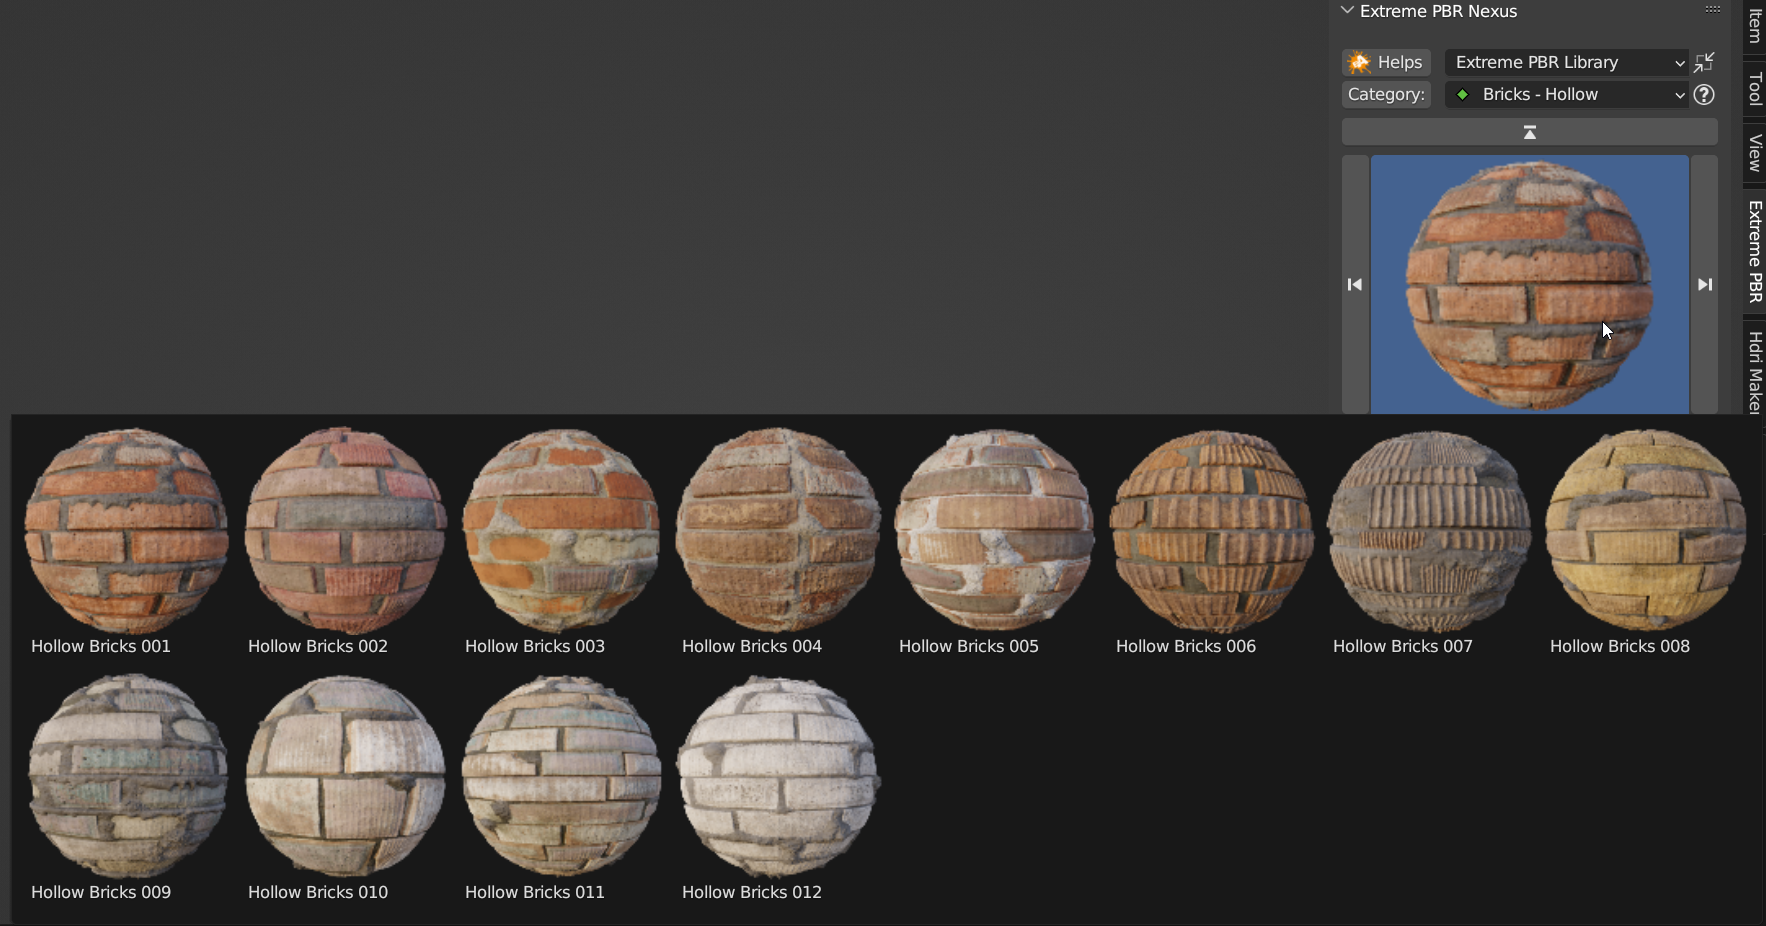 Extreme PBR Nexus
Helps
Extreme PBR Library
Category:
Bricks - Hollow
?
Item
Tool
View
Extreme PBR
Hdri Maker
Hollow Bricks 001
Hollow Bricks 002
Hollow Bricks 003
Hollow Bricks 004
Hollow Bricks 005
Hollow Bricks 006
Hollow Bricks 007
Hollow Bricks 008
Hollow Bricks 009
Hollow Bricks 010
Hollow Bricks 011
Hollow Bricks 012